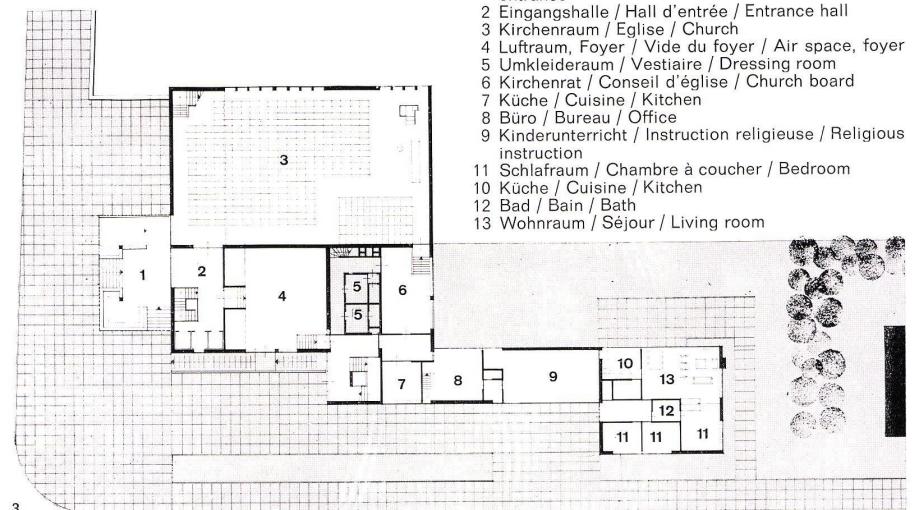 2 Eingangshalle / Hall d'entrée / Entrance hall
3 Kirchenraum / Eglise / Church
4 Luftraum, Foyer / Vide du foyer / Air space, foyer
5 Umkleideraum / Vestiaire / Dressing room
6 Kirchenrat / Conseil d'église / Church board
7 Küche / Cuisine / Kitchen
8 Büro / Bureau / Office
9 Kinderunterricht / Instruction religieuse / Religious
instruction
11 Schlafraum / Chambre à coucher / Bedroom
10 Küche / Cuisine / Kitchen
12 Bad / Bain / Bath
13 Wohnraum / Séjour / Living room
3
1
2
4
5
5
6
7
8
9
10
13
12
11
11
11
3